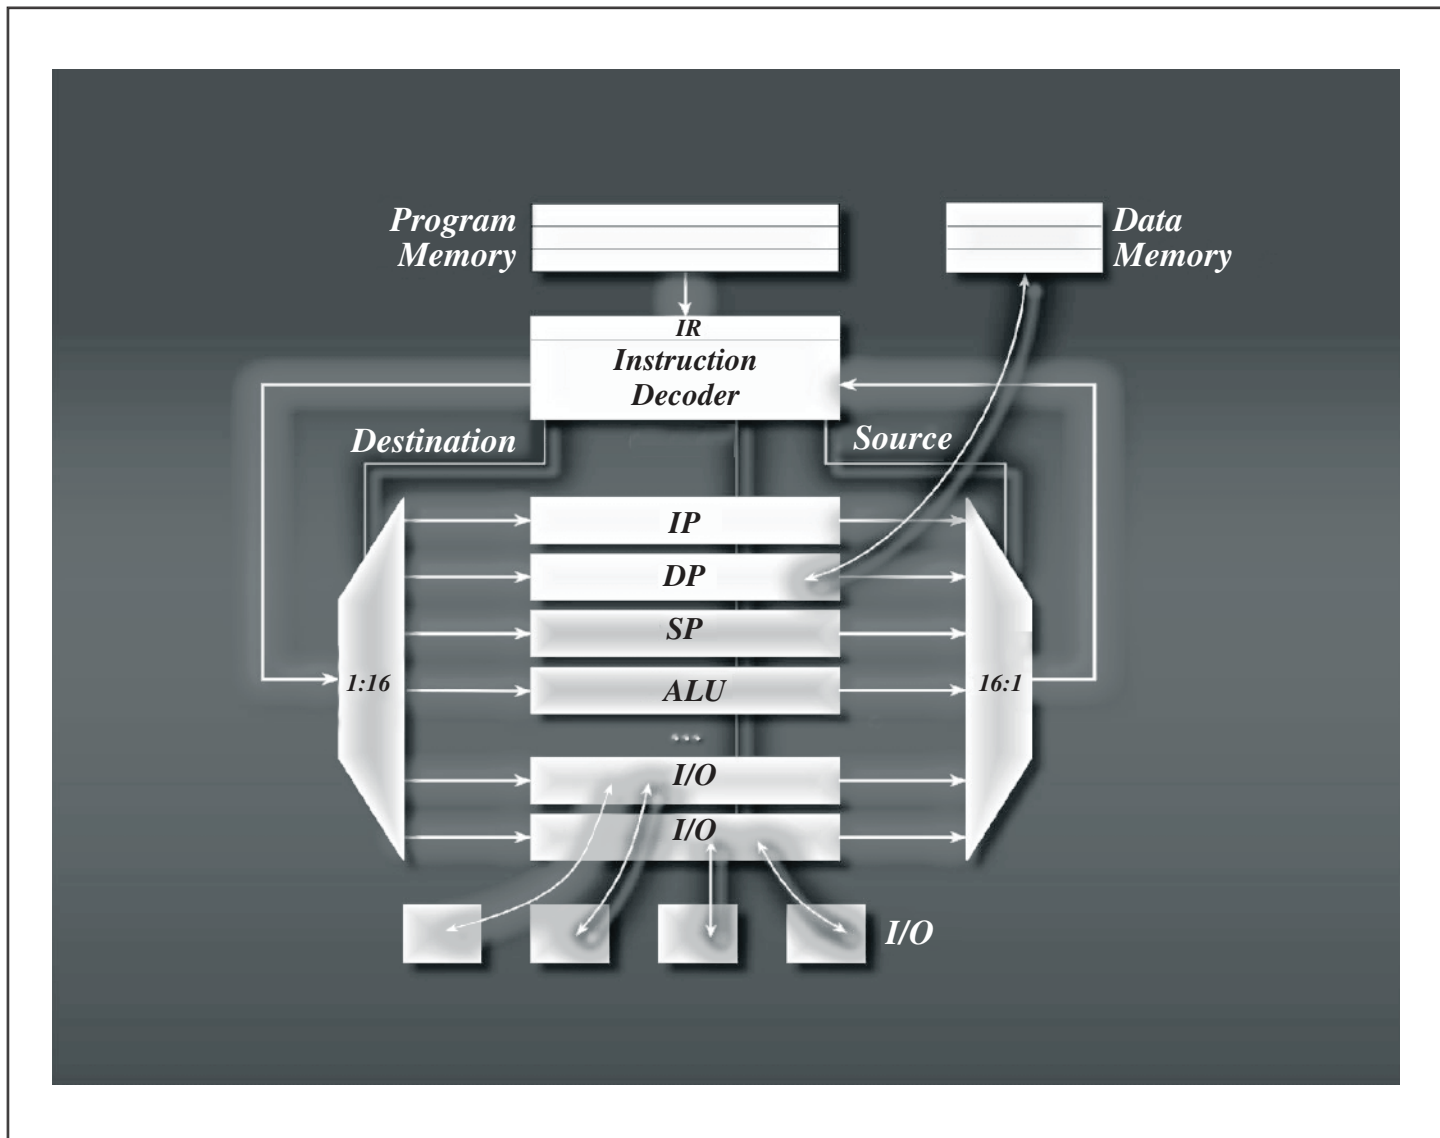 Program
Memory
Data
Memory
IR
Instruction
Decoder
Destination
Source
IP
DP
SP
1:16
ALU
16:1
...
I/O
I/O
I/O